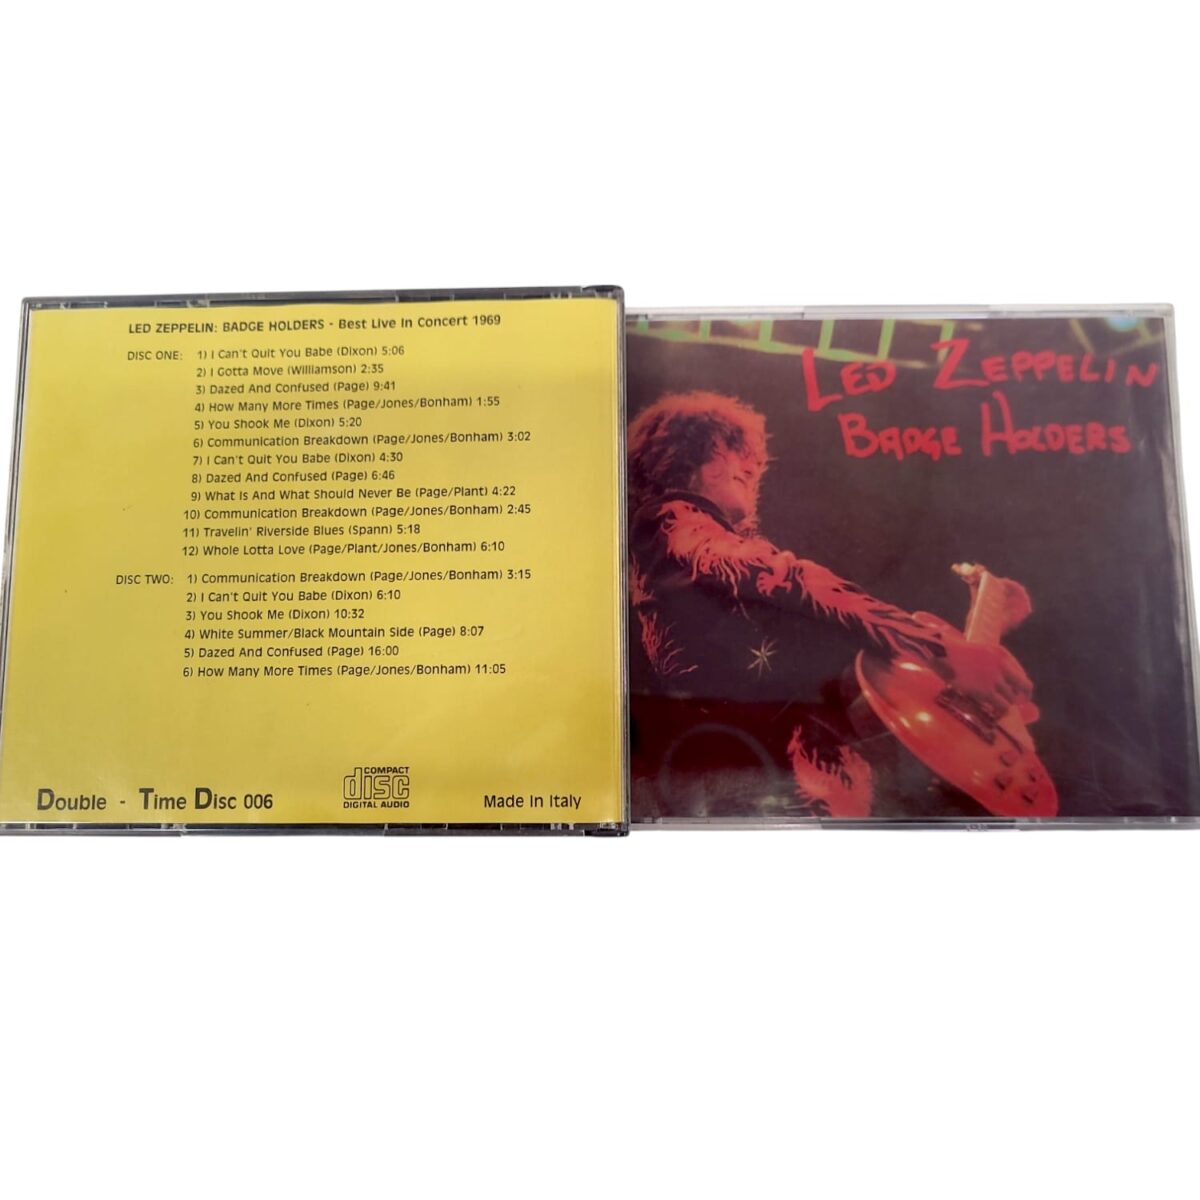 LED ZEPPELIN: BADGE HOLDERS - Best Live In Concert 1969
DISC ONE: 1) I Can't Quit You Babe (Dixon) 5:06
2) I Gotta Move (Williamson) 2:35
3) Dazed And Confused (Page) 9:41
4) How Many More Times (Page/Jones/Bonham) 1:55
5) You Shook Me (Dixon) 5:20
6) Communication Breakdown (Page/Jones/Bonham) 3:02
7) I Can't Quit You Babe (Dixon) 4:30
8) Dazed And Confused (Page) 6:46
9) What Is And What Should Never Be (Page/Plant) 4:22
10) Communication Breakdown (Page/Jones/Bonham) 2:45
11) Travelin' Riverside Blues (Spann) 5:18
12) Whole Lotta Love (Page/Plant/Jones/Bonham) 6:10
DISC TWO: 1) Communication Breakdown (Page/Jones/Bonham) 3:15
2) I Can't Quit You Babe (Dixon) 6:10
3) You Shook Me (Dixon) 10:32
4) White Summer/Black Mountain Side (Page) 8:07
5) Dazed And Confused (Page) 16:00
6) How Many More Times (Page/Jones/Bonham) 11:05
Double - Time Disc 006
COMPACT
disc
DIGITAL AUDIO
Made In Italy
LED ZEPPELIN
BADGE HOLDERS